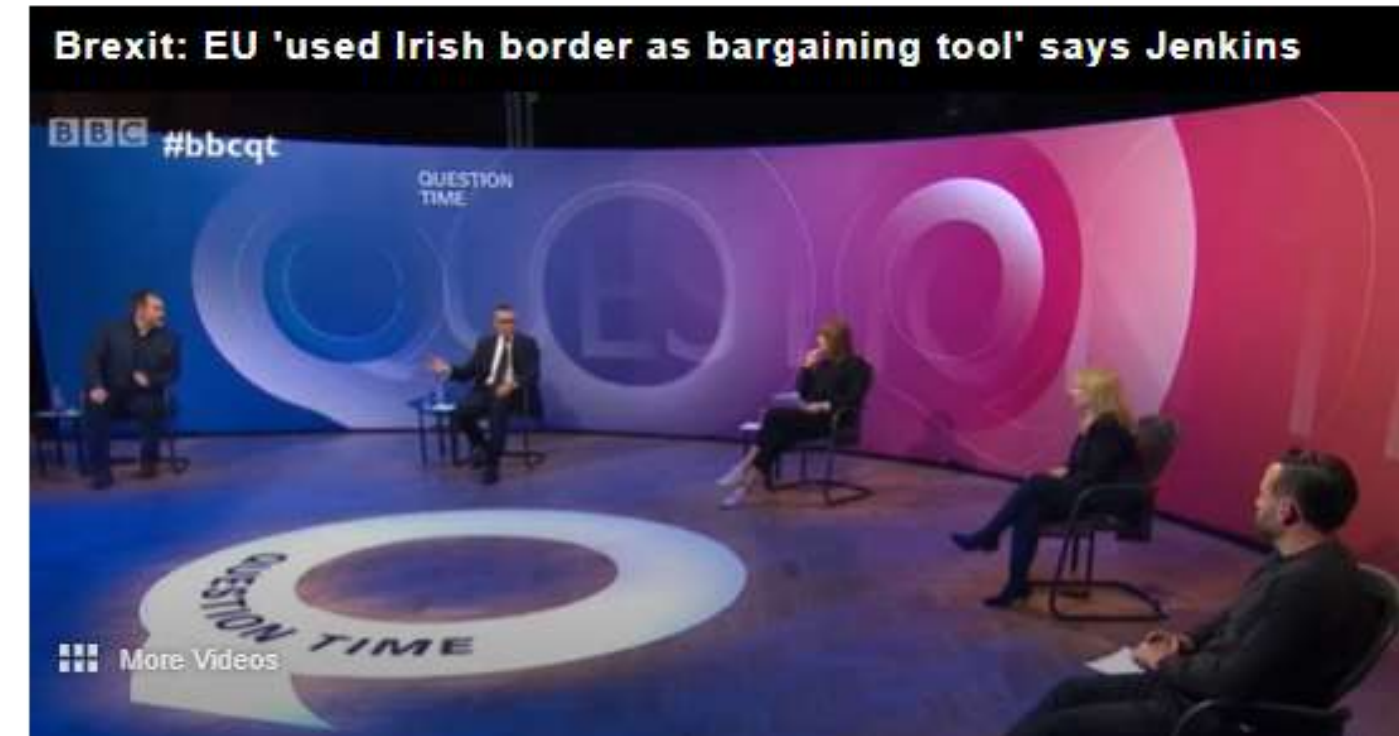 Brexit: EU 'used Irish border as bargaining tool' says Jenkins
BBC #bbcqt
QUESTION
TIME
QUESTION TIME
More Videos